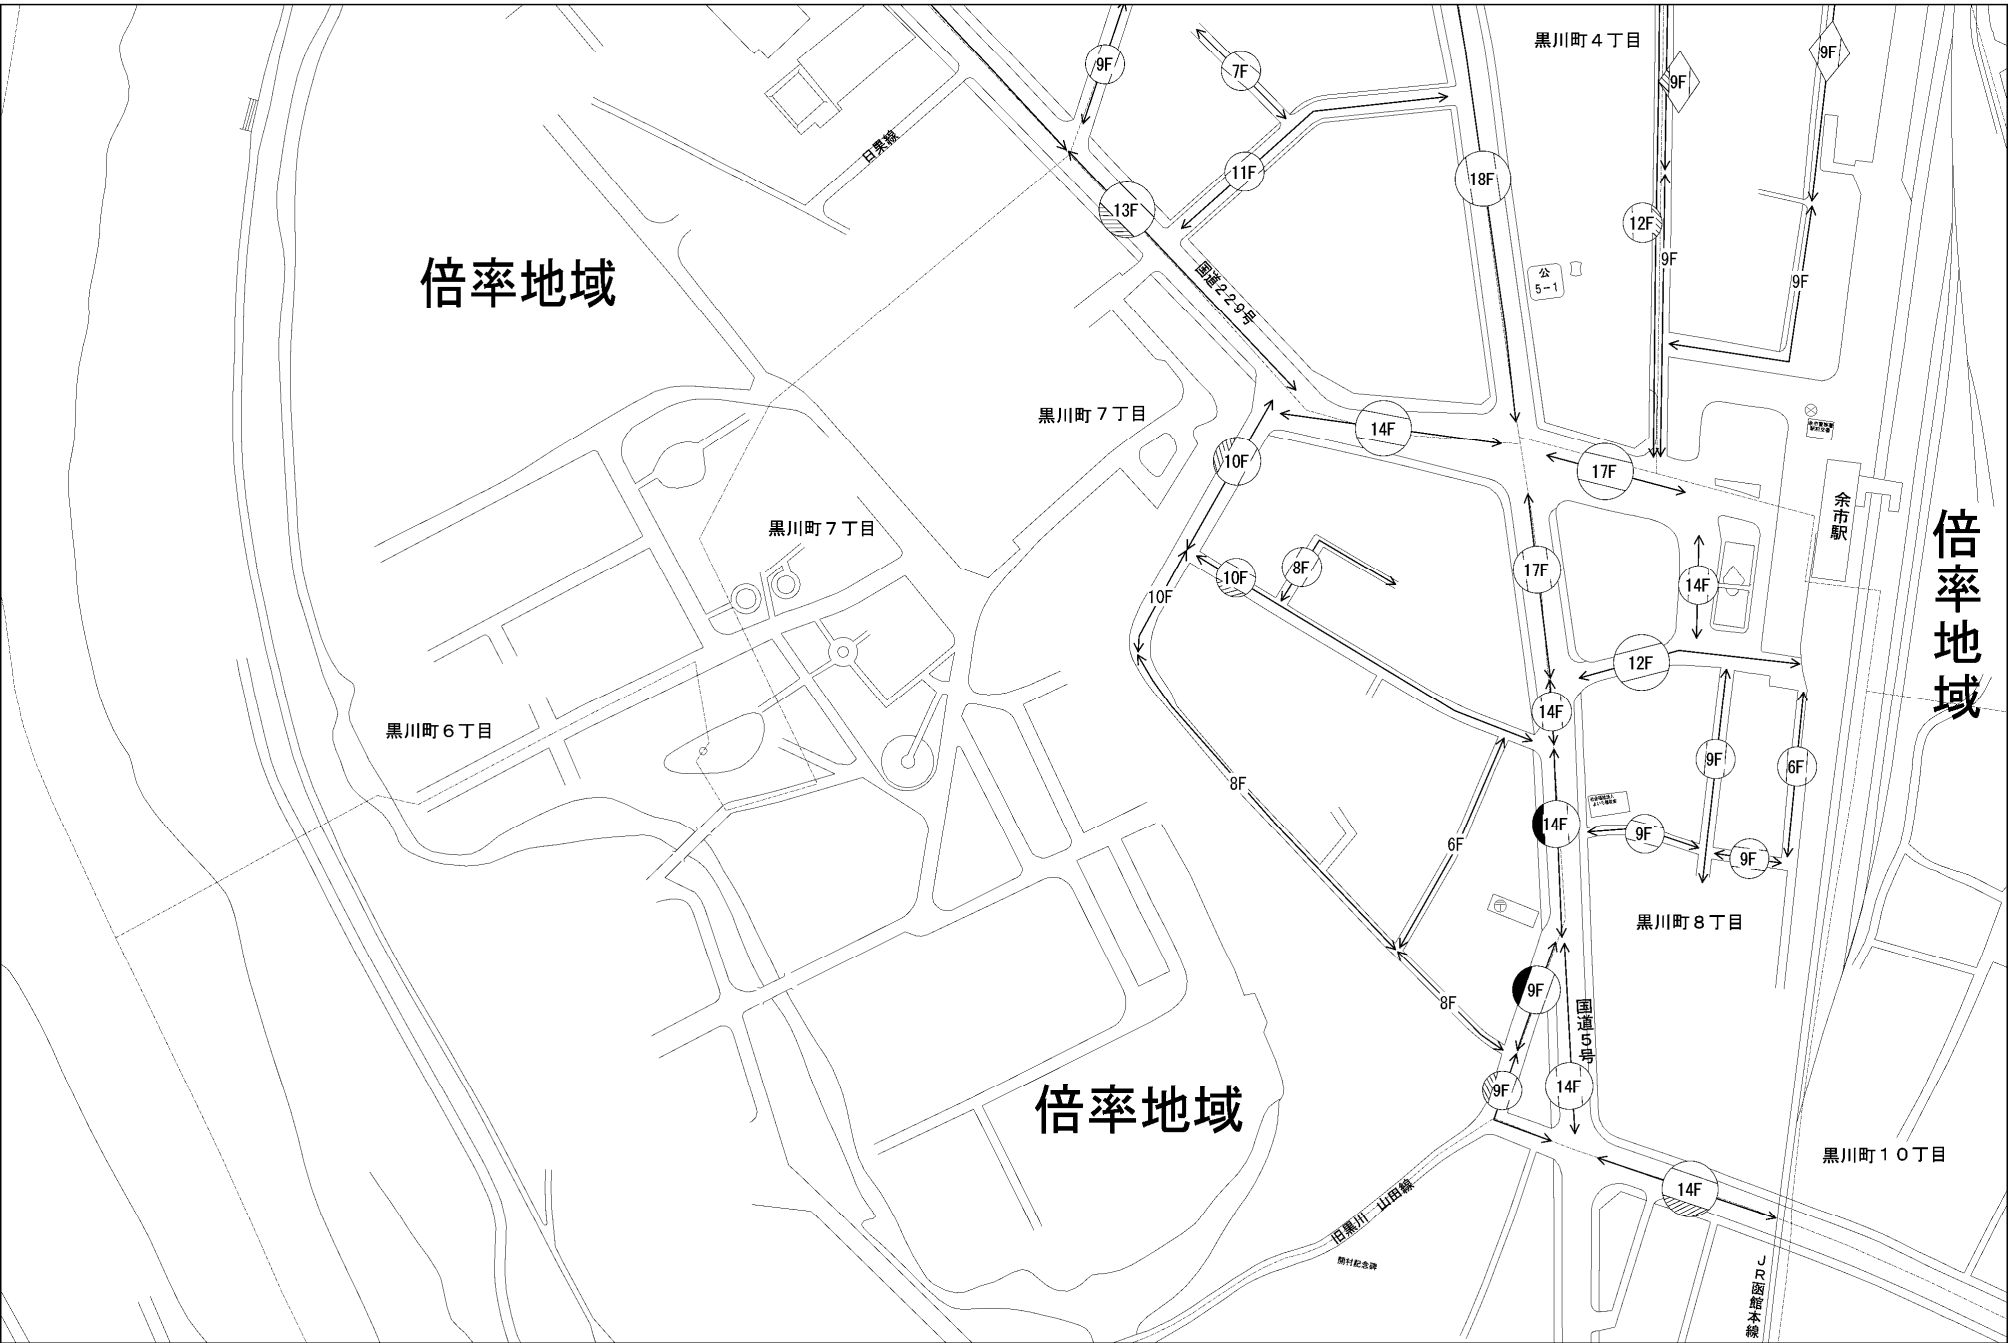 黒川町４丁目
9F
7F
9F
9F
日果線
11F
18F
13F
12F
9F
9F
倍率地域
国道２２９号
公
5-1
黒川町７丁目
14F
10F
17F
余市駅
黒川町７丁目
倍率地域
10F
8F
17F
14F
10F
12F
14F
黒川町６丁目
9F
6F
8F
14F
6F
9F
9F
黒川町８丁目
9F
8F
国道５号
9F
14F
倍率地域
黒川町１０丁目
14F
旧黒川　山田線
開村記念碑
ＪＲ函館本線